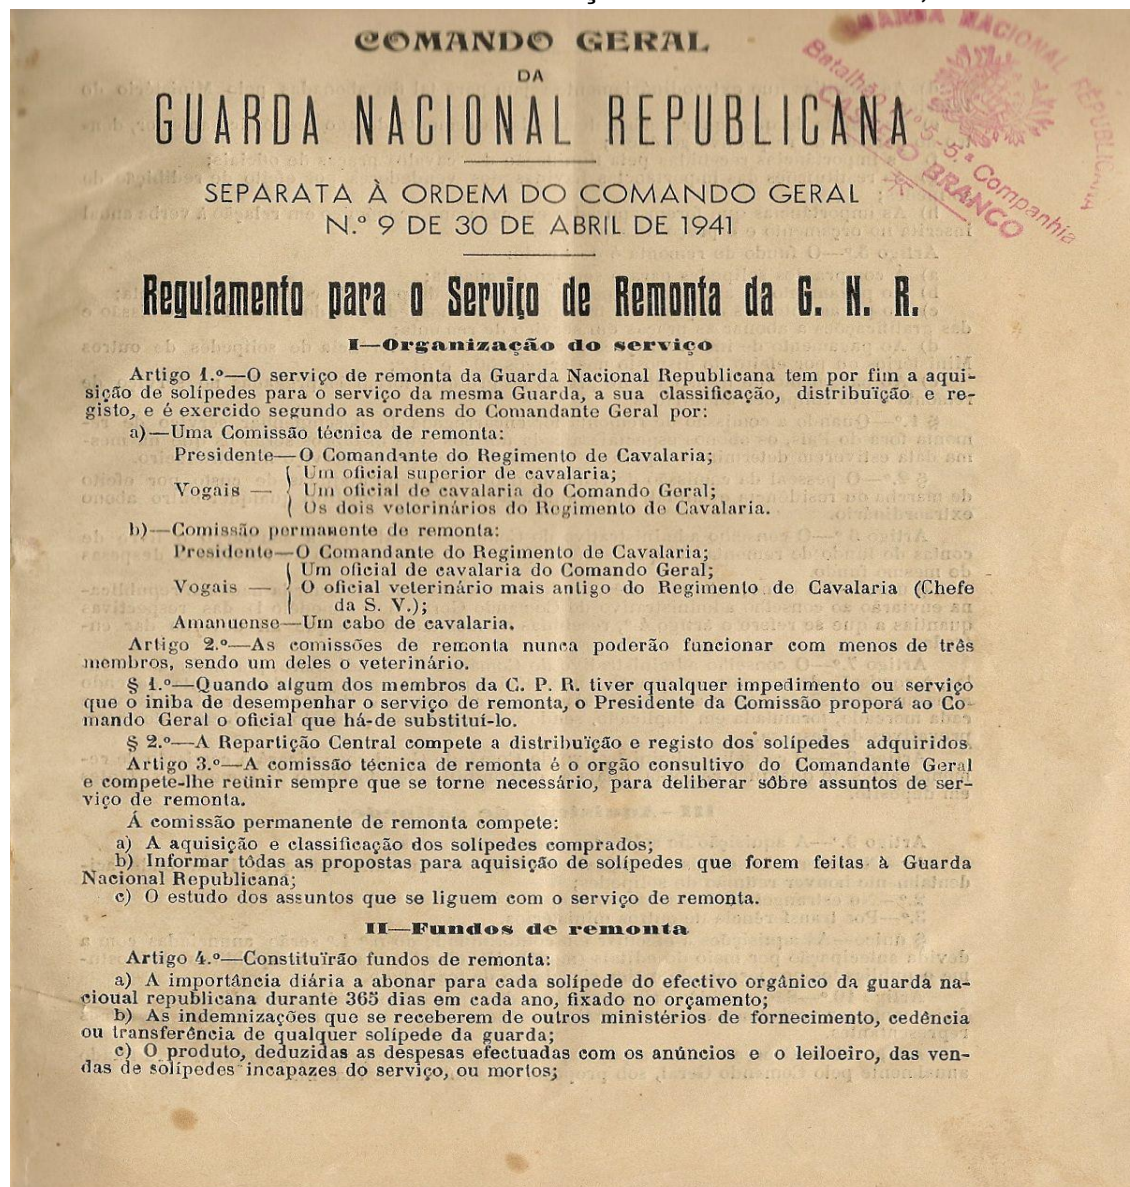 COMANDO GERAL
DA
GUARDA NACIONAL REPUBLICANA
SEPARATA À ORDEM DO COMANDO GERAL
N.º 9 DE 30 DE ABRIL DE 1941
GUARDA NACIONAL REPUBLICANA
Batalhão n.º 5-5.ª Companhia
CASTELO BRANCO
Regulamento para o Serviço de Remonta da G. N. R.
I—Organização do serviço
Artigo 1.º—O serviço de remonta da Guarda Nacional Republicana tem por fim a aqui-
sição de solípedes para o serviço da mesma Guarda, a sua classificação, distribuïção e re-
gisto, e é exercido segundo as ordens do Comandante Geral por:
a)—Uma Comissão técnica de remonta:
Presidente—O Comandante do Regimento de Cavalaria;
Um oficial superior de cavalaria;
Vogais — Um oficial de cavalaria do Comando Geral;
Os dois veterinários do Regimento de Cavalaria.
b)—Comissão permanente de remonta:
Presidente—O Comandante do Regimento de Cavalaria;
Um oficial de cavalaria do Comando Geral;
Vogais — O oficial veterinário mais antigo do Regimento de Cavalaria (Chefe
da S. V.);
Amanuense—Um cabo de cavalaria.
Artigo 2.º—As comissões de remonta nunca poderão funcionar com menos de três
membros, sendo um deles o veterinário.
§ 1.º—Quando algum dos membros da C. P. R. tiver qualquer impedimento ou serviço
que o iniba de desempenhar o serviço de remonta, o Presidente da Comissão proporá ao Co-
mando Geral o oficial que há-de substituí-lo.
§ 2.º—A Repartição Central compete a distribuïção e registo dos solípedes adquiridos.
Artigo 3.º—A comissão técnica de remonta é o orgão consultivo do Comandante Geral
e compete-lhe reünir sempre que se torne necessário, para deliberar sôbre assuntos de ser-
viço de remonta.
Á comissão permanente de remonta compete:
a) A aquisição e classificação dos solípedes comprados;
b) Informar tôdas as propostas para aquisição de solípedes que forem feitas à Guarda
Nacional Republicana;
c) O estudo dos assuntos que se liguem com o serviço de remonta.
II—Fundos de remonta
Artigo 4.º—Constituïrão fundos de remonta:
a) A importância diária a abonar para cada solípede do efectivo orgânico da guarda na-
cioual republicana durante 365 dias em cada ano, fixado no orçamento;
b) As indemnizações que se receberem de outros ministérios de fornecimento, cedência
ou transferência de qualquer solípede da guarda;
c) O produto, deduzidas as despesas efectuadas com os anúncios e o leiloeiro, das ven-
das de solípedes incapazes do serviço, ou mortos;